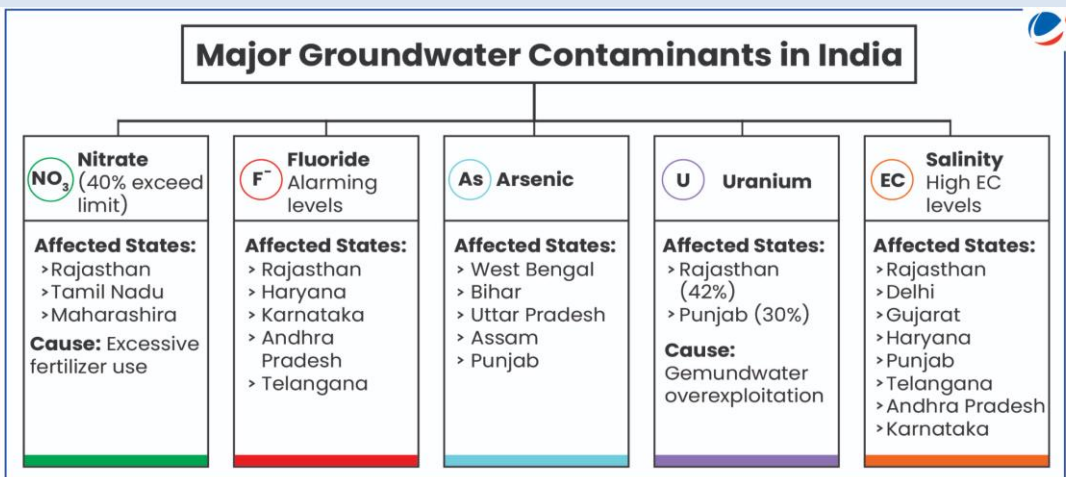 Major Groundwater Contaminants in India
NO₃
Nitrate
(40% exceed
limit)
Affected States:
>Rajasthan
>Tamil Nadu
>Maharashira
Cause: Excessive
fertilizer use
F⁻
Fluoride
Alarming
levels
Affected States:
> Rajasthan
> Haryana
> Karnataka
> Andhra
Pradesh
> Telangana
As Arsenic
Affected States:
> West Bengal
> Bihar
> Uttar Pradesh
> Assam
> Punjab
U Uranium
Affected States:
> Rajasthan
(42%)
> Punjab (30%)
Cause:
Gemundwater
overexploitation
EC
Salinity
High EC
levels
Affected States:
>Rajasthan
>Delhi
>Gujarat
>Haryana
>Punjab
>Telangana
>Andhra Pradesh
>Karnataka